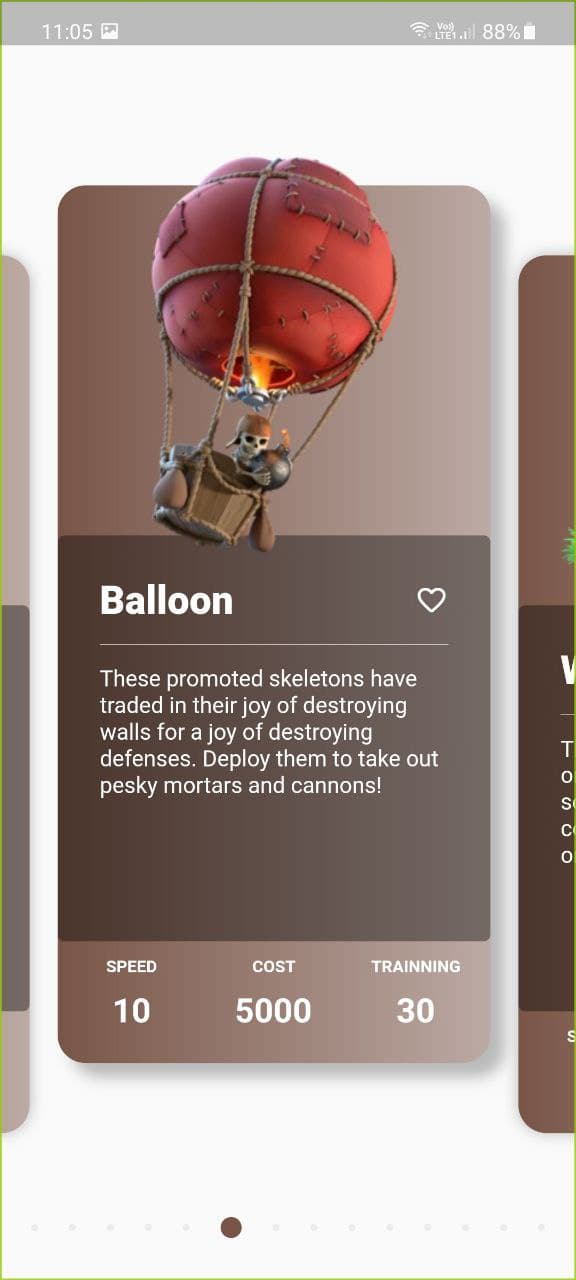 11:05
Vo))
LTE1
88%
Balloon
These promoted skeletons have
traded in their joy of destroying
walls for a joy of destroying
defenses. Deploy them to take out
pesky mortars and cannons!
SPEED COST TRAINNING
10 5000 30